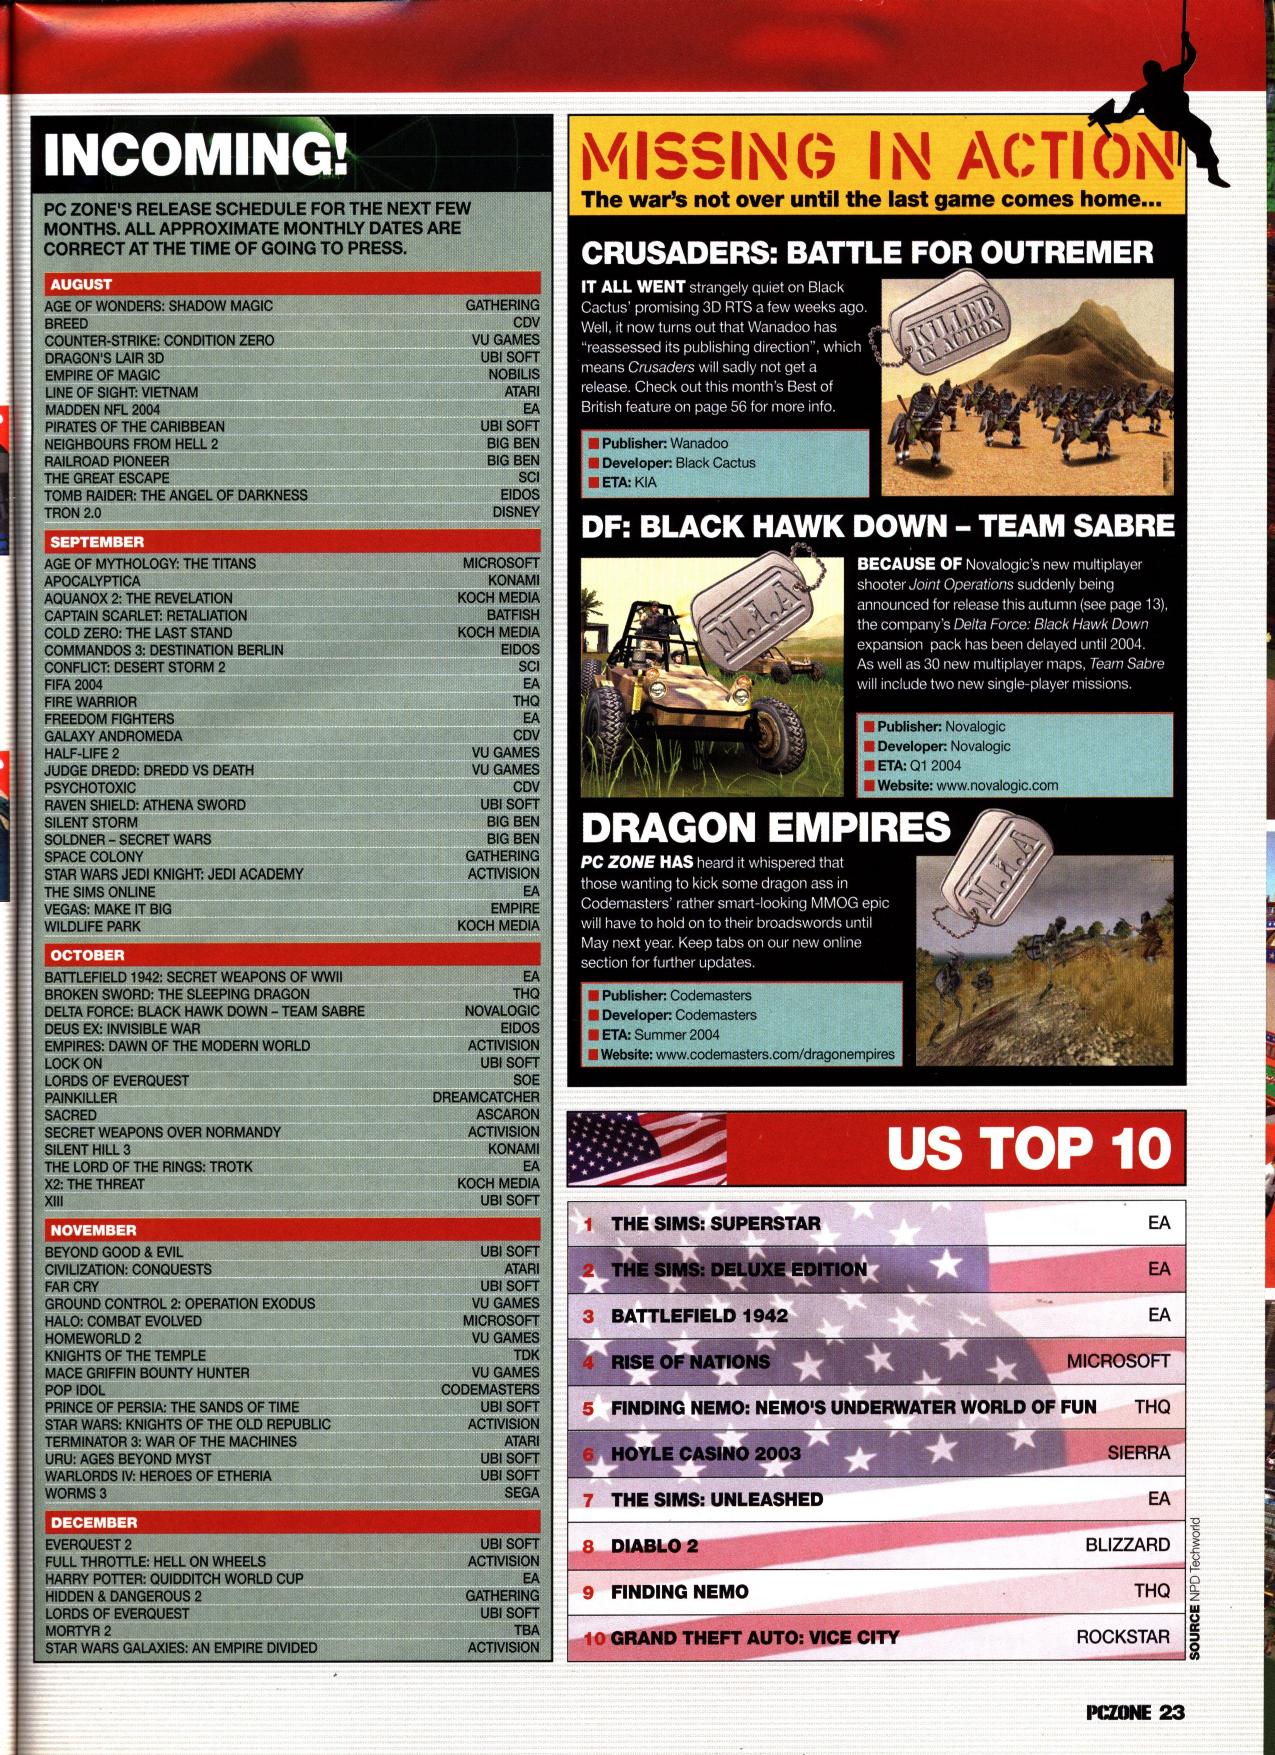 INCOMING!
PC ZONE'S RELEASE SCHEDULE FOR THE NEXT FEW
MONTHS. ALL APPROXIMATE MONTHLY DATES ARE
CORRECT AT THE TIME OF GOING TO PRESS.
AUGUST
AGE OF WONDERS: SHADOW MAGIC GATHERING
BREED CDV
COUNTER-STRIKE: CONDITION ZERO VU GAMES
DRAGON'S LAIR 3D UBI SOFT
EMPIRE OF MAGIC NOBILIS
LINE OF SIGHT: VIETNAM ATARI
MADDEN NFL 2004 EA
PIRATES OF THE CARIBBEAN UBI SOFT
NEIGHBOURS FROM HELL 2 BIG BEN
RAILROAD PIONEER BIG BEN
THE GREAT ESCAPE SCI
TOMB RAIDER: THE ANGEL OF DARKNESS EIDOS
TRON 2.0 DISNEY
SEPTEMBER
AGE OF MYTHOLOGY: THE TITANS MICROSOFT
APOCALYPTICA KONAMI
AQUANOX 2: THE REVELATION KOCH MEDIA
CAPTAIN SCARLET: RETALIATION BATFISH
COLD ZERO: THE LAST STAND KOCH MEDIA
COMMANDOS 3: DESTINATION BERLIN EIDOS
CONFLICT: DESERT STORM 2 SCI
FIFA 2004 EA
FIRE WARRIOR THQ
FREEDOM FIGHTERS EA
GALAXY ANDROMEDA CDV
HALF-LIFE 2 VU GAMES
JUDGE DREDD: DREDD VS DEATH VU GAMES
PSYCHOTOXIC CDV
RAVEN SHIELD: ATHENA SWORD UBI SOFT
SILENT STORM BIG BEN
SOLDNER – SECRET WARS BIG BEN
SPACE COLONY GATHERING
STAR WARS JEDI KNIGHT: JEDI ACADEMY ACTIVISION
THE SIMS ONLINE EA
VEGAS: MAKE IT BIG EMPIRE
WILDLIFE PARK KOCH MEDIA
OCTOBER
BATTLEFIELD 1942: SECRET WEAPONS OF WWII EA
BROKEN SWORD: THE SLEEPING DRAGON THQ
DELTA FORCE: BLACK HAWK DOWN – TEAM SABRE NOVALOGIC
DEUS EX: INVISIBLE WAR EIDOS
EMPIRES: DAWN OF THE MODERN WORLD ACTIVISION
LOCK ON UBI SOFT
LORDS OF EVERQUEST SOE
PAINKILLER DREAMCATCHER
SACRED ASCARON
SECRET WEAPONS OVER NORMANDY ACTIVISION
SILENT HILL 3 KONAMI
THE LORD OF THE RINGS: TROTK EA
X2: THE THREAT KOCH MEDIA
XIII UBI SOFT
NOVEMBER
BEYOND GOOD & EVIL UBI SOFT
CIVILIZATION: CONQUESTS ATARI
FAR CRY UBI SOFT
GROUND CONTROL 2: OPERATION EXODUS VU GAMES
HALO: COMBAT EVOLVED MICROSOFT
HOMEWORLD 2 VU GAMES
KNIGHTS OF THE TEMPLE TDK
MACE GRIFFIN BOUNTY HUNTER VU GAMES
POP IDOL CODEMASTERS
PRINCE OF PERSIA: THE SANDS OF TIME UBI SOFT
STAR WARS: KNIGHTS OF THE OLD REPUBLIC ACTIVISION
TERMINATOR 3: WAR OF THE MACHINES ATARI
URU: AGES BEYOND MYST UBI SOFT
WARLORDS IV: HEROES OF ETHERIA UBI SOFT
WORMS 3 SEGA
DECEMBER
EVERQUEST 2 UBI SOFT
FULL THROTTLE: HELL ON WHEELS ACTIVISION
HARRY POTTER: QUIDDITCH WORLD CUP EA
HIDDEN & DANGEROUS 2 GATHERING
LORDS OF EVERQUEST UBI SOFT
MORTYR 2 TBA
STAR WARS GALAXIES: AN EMPIRE DIVIDED ACTIVISION
MISSING IN ACTION
The war's not over until the last game comes home...
CRUSADERS: BATTLE FOR OUTREMER
IT ALL WENT strangely quiet on Black
Cactus' promising 3D RTS a few weeks ago.
Well, it now turns out that Wanadoo has
"reassessed its publishing direction", which
means Crusaders will sadly not get a
release. Check out this month's Best of
British feature on page 56 for more info.
Publisher: Wanadoo
Developer: Black Cactus
ETA: KIA
KILLED
IN ACTION
DF: BLACK HAWK DOWN – TEAM SABRE
M.I.A
BECAUSE OF Novalogic's new multiplayer
shooter Joint Operations suddenly being
announced for release this autumn (see page 13),
the company's Delta Force: Black Hawk Down
expansion pack has been delayed until 2004.
As well as 30 new multiplayer maps, Team Sabre
will include two new single-player missions.
Publisher: Novalogic
Developer: Novalogic
ETA: Q1 2004
Website: www.novalogic.com
DRAGON EMPIRES
PC ZONE HAS heard it whispered that
those wanting to kick some dragon ass in
Codemasters' rather smart-looking MMOG epic
will have to hold on to their broadswords until
May next year. Keep tabs on our new online
section for further updates.
Publisher: Codemasters
Developer: Codemasters
ETA: Summer 2004
Website: www.codemasters.com/dragonempires
M.I.A
US TOP 10
1 THE SIMS: SUPERSTAR EA
2 THE SIMS: DELUXE EDITION EA
3 BATTLEFIELD 1942 EA
4 RISE OF NATIONS MICROSOFT
5 FINDING NEMO: NEMO'S UNDERWATER WORLD OF FUN THQ
6 HOYLE CASINO 2003 SIERRA
7 THE SIMS: UNLEASHED EA
8 DIABLO 2 BLIZZARD
9 FINDING NEMO THQ
10 GRAND THEFT AUTO: VICE CITY ROCKSTAR
SOURCE NPD Techworld
PCZONE 23